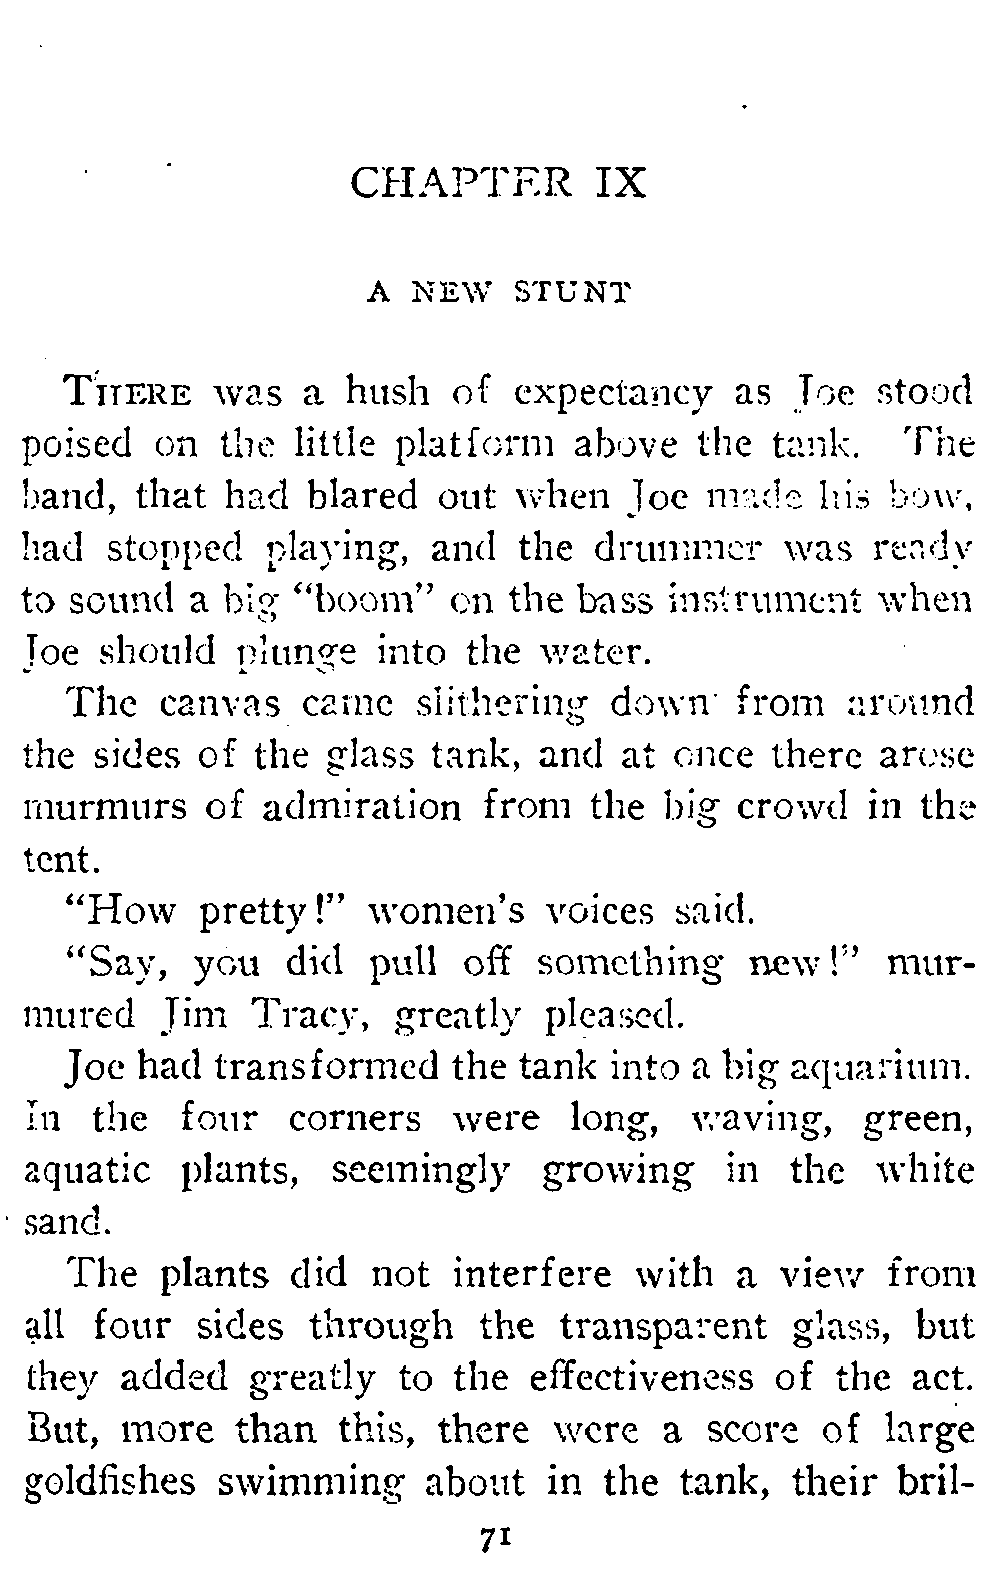 CHAPTER IX
A NEW STUNT
THERE was a hush of expectancy as Joe stood
poised on the little platform above the tank. The
band, that had blared out when Joe made his bow,
had stopped playing, and the drummer was ready
to sound a big “boom” on the bass instrument when
Joe should plunge into the water.
The canvas came slithering down from around
the sides of the glass tank, and at once there arose
murmurs of admiration from the big crowd in the
tent.
“How pretty!” women’s voices said.
“Say, you did pull off something new!” mur-
mured Jim Tracy, greatly pleased.
Joe had transformed the tank into a big aquarium.
In the four corners were long, waving, green,
aquatic plants, seemingly growing in the white
sand.
The plants did not interfere with a view from
all four sides through the transparent glass, but
they added greatly to the effectiveness of the act.
But, more than this, there were a score of large
goldfishes swimming about in the tank, their bril-
71